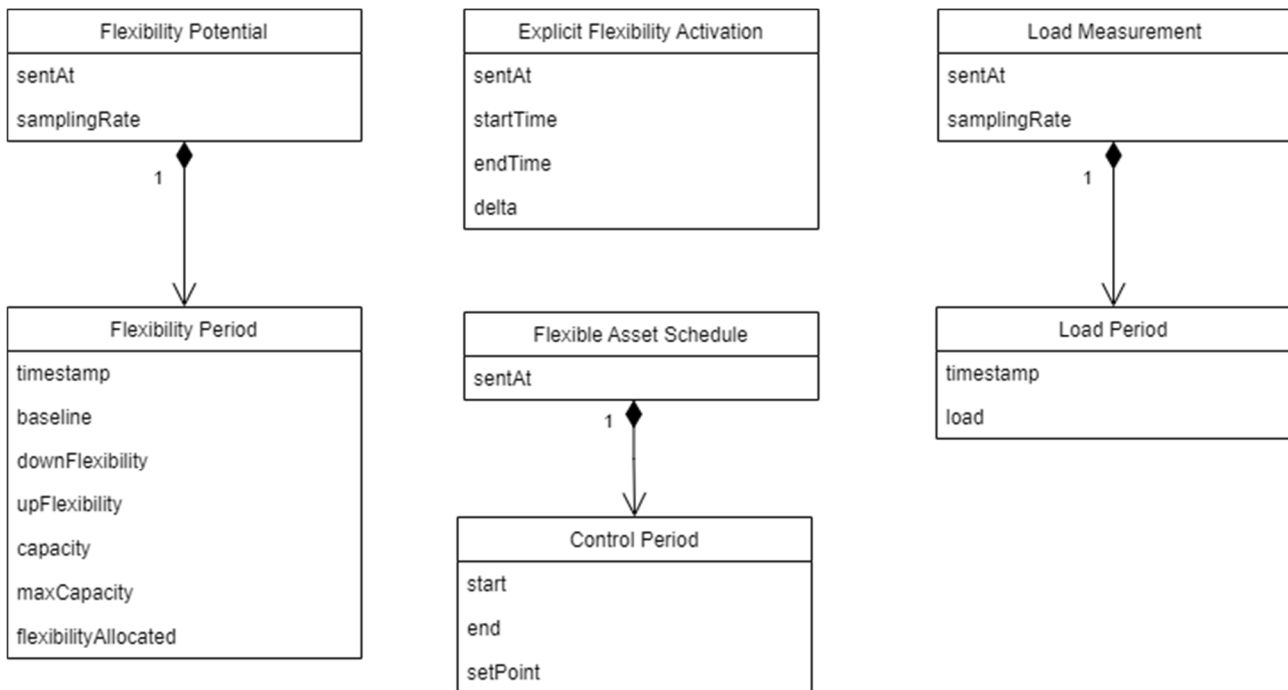 Flexibility Potential
sentAt
samplingRate
1
Flexibility Period
timestamp
baseline
downFlexibility
upFlexibility
capacity
maxCapacity
flexibilityAllocated
Explicit Flexibility Activation
sentAt
startTime
endTime
delta
Flexible Asset Schedule
sentAt
1
Control Period
start
end
setPoint
Load Measurement
sentAt
samplingRate
1
Load Period
timestamp
load